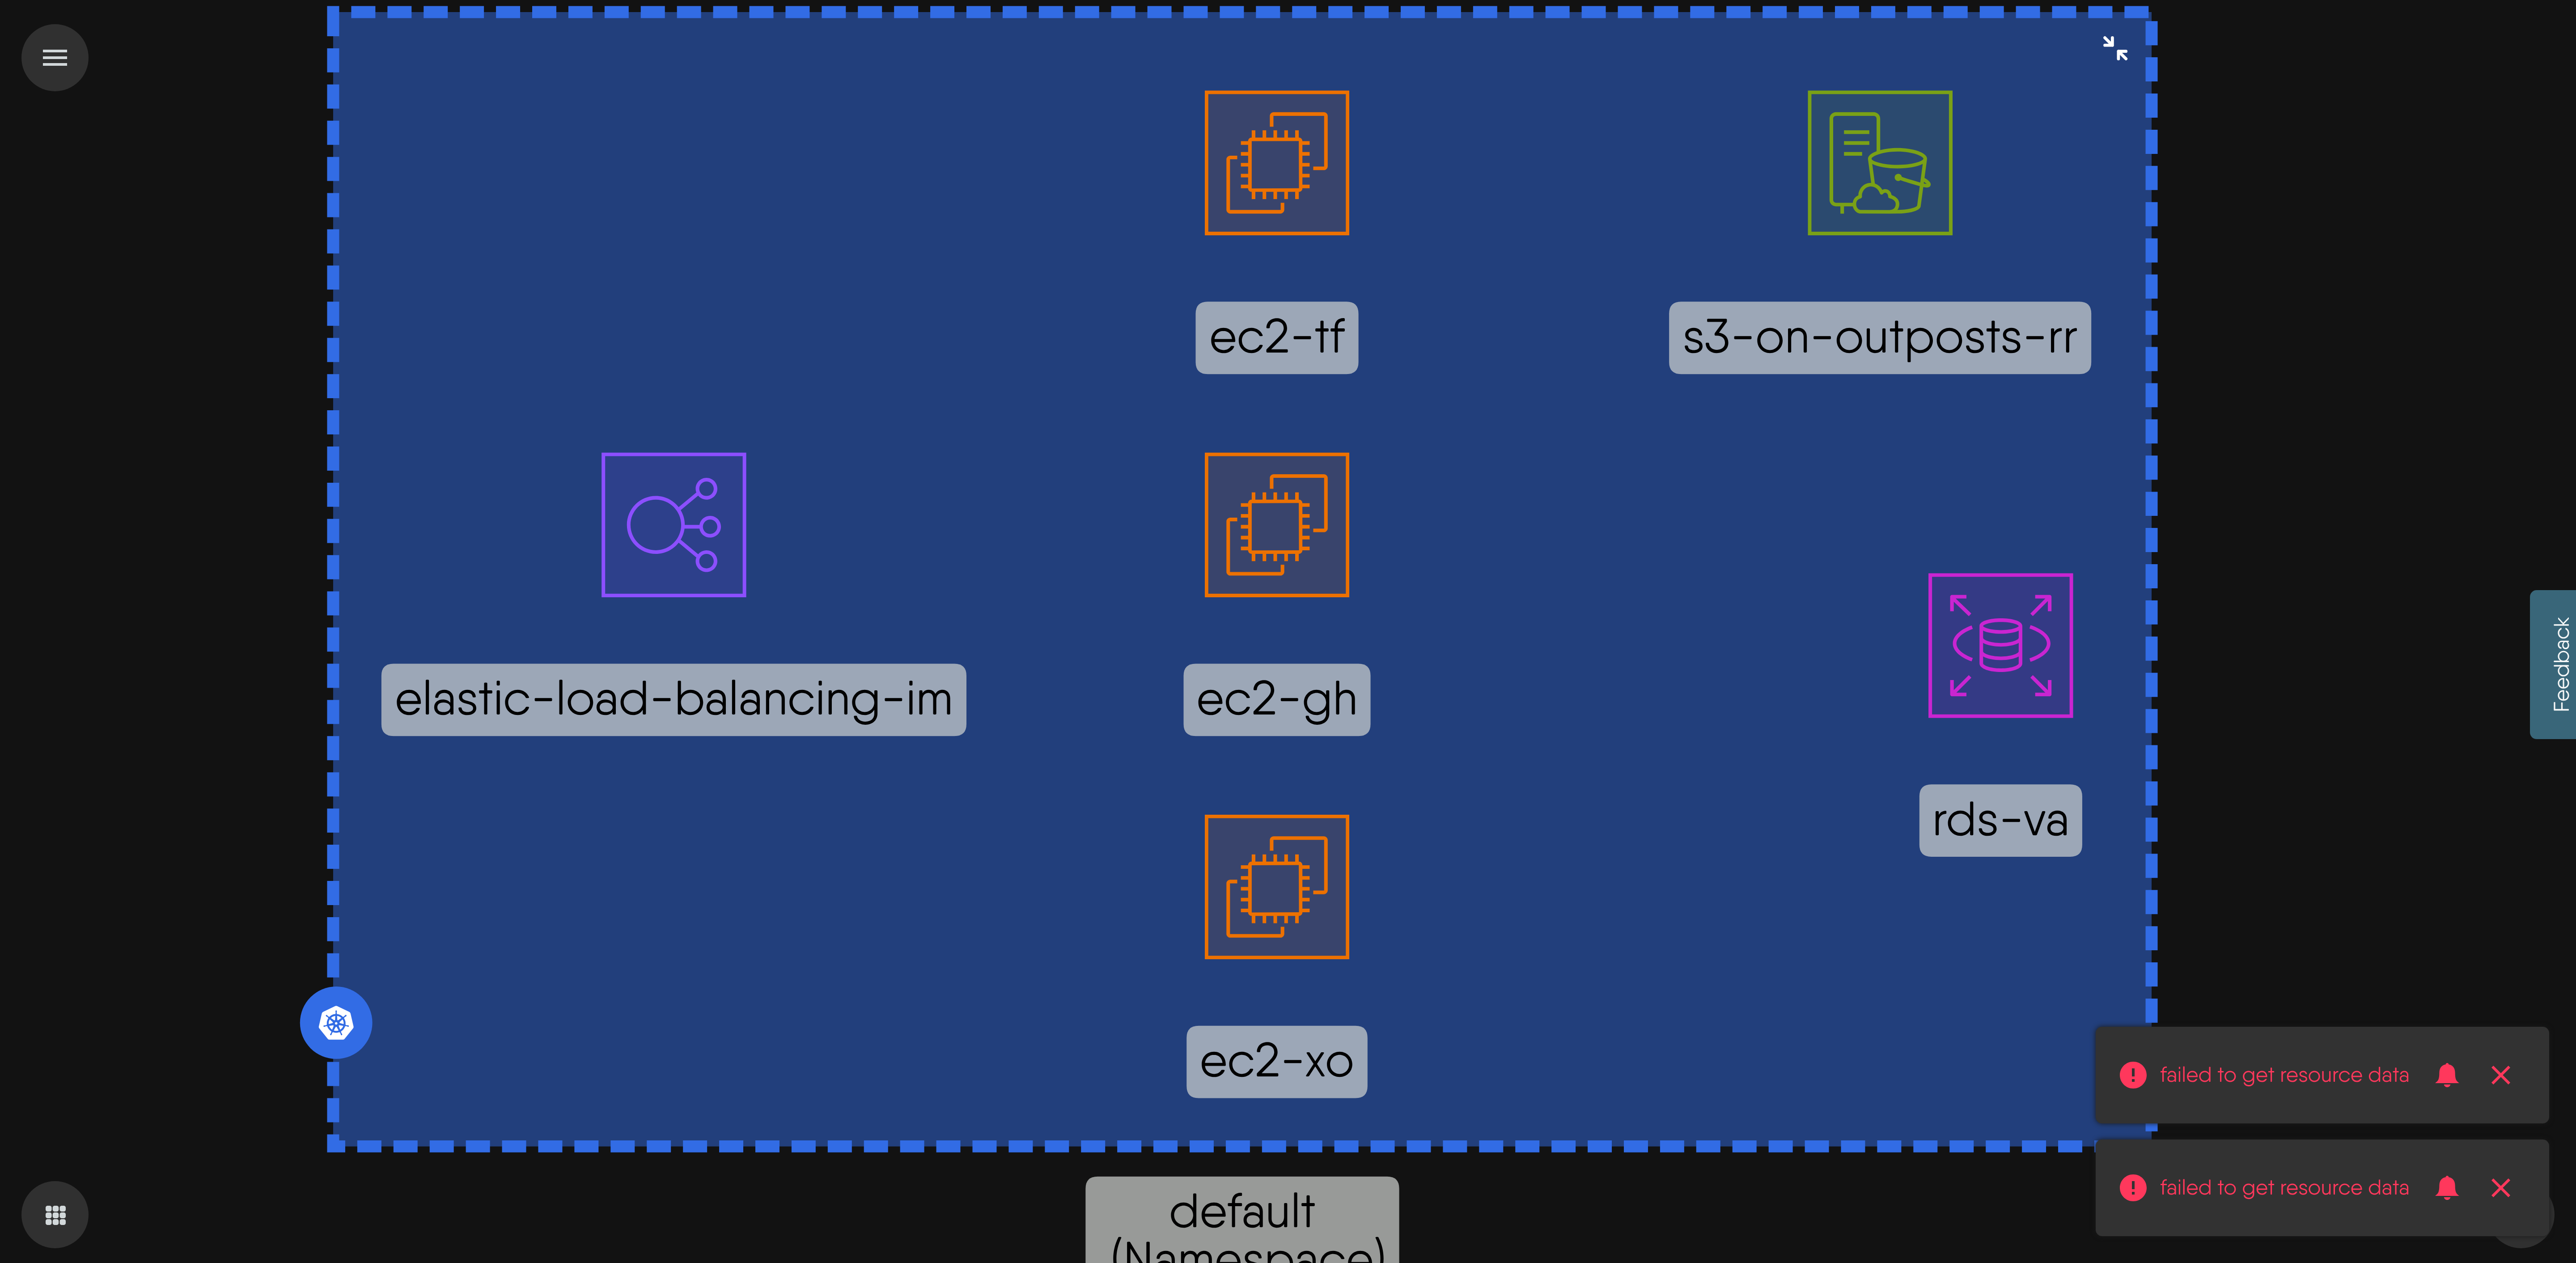 ec2-tf
s3-on-outposts-rr
elastic-load-balancing-im
ec2-gh
rds-va
ec2-xo
default
(Namespace)
Feedback
failed to get resource data
failed to get resource data